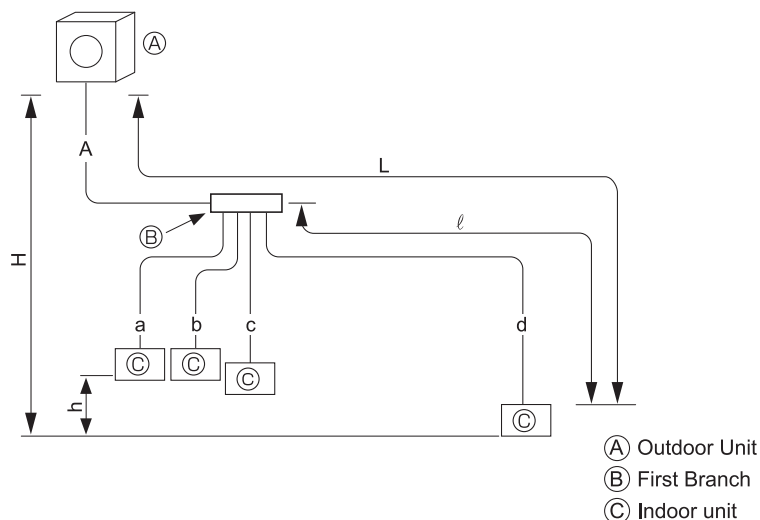 Ⓐ
A
L
H
Ⓑ
ℓ
a
b
c
d
Ⓒ
Ⓒ
Ⓒ
h
Ⓒ
Ⓐ Outdoor Unit
Ⓑ First Branch
Ⓒ Indoor unit